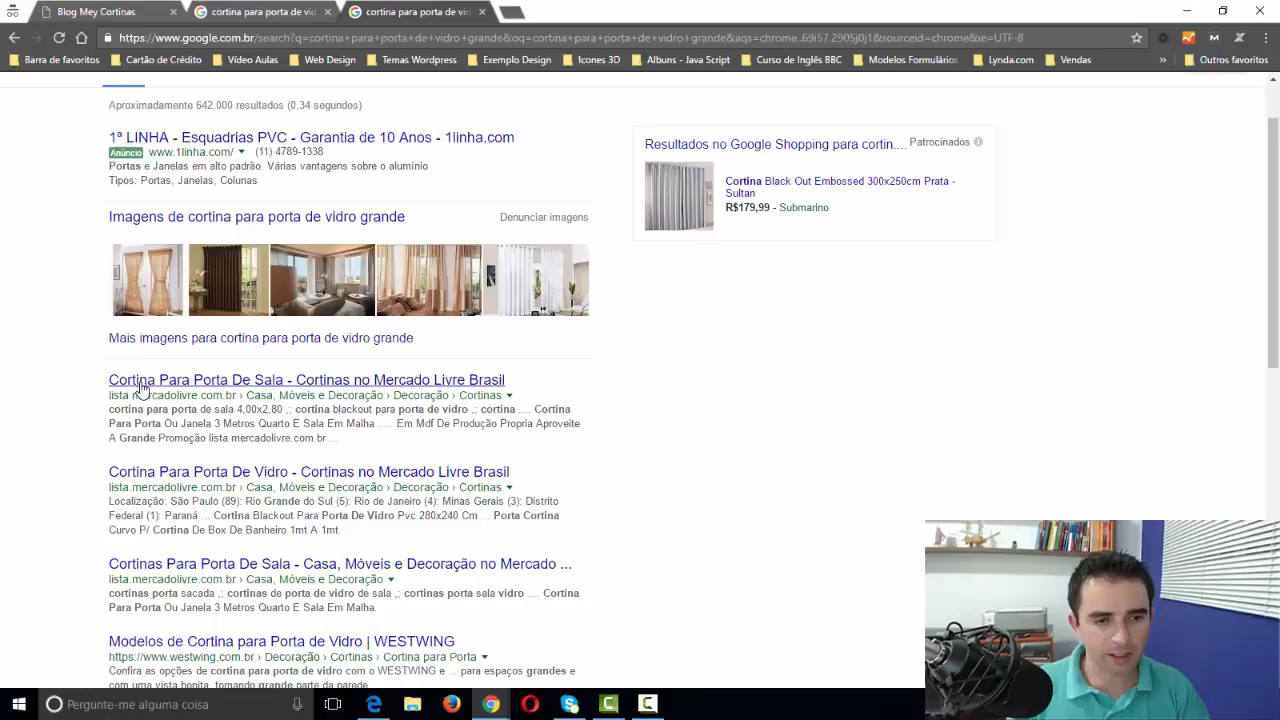 Blog Mey Cortinas
cortina para porta de vid
cortina para porta de vid
https://www.google.com.br/search?q=cortina+para+porta+de+vidro+grande&oq=cortina+para+porta+de+vidro+grande&aqs=chrome..69i57.2905j0j1&sourceid=chrome&ie=UTF-8
Barra de favoritos
Cartão de Crédito
Vídeo Aulas
Web Design
Temas Wordpress
Exemplo Design
Icones 3D
Albuns - Java Script
Curso de Inglês BBC
Modelos Formulários
Lynda.com
Vendas
»
Outros favoritos
Aproximadamente 642.000 resultados (0,34 segundos)
1ª LINHA - Esquadrias PVC - Garantia de 10 Anos - 1linha.com
Anúncio www.1linha.com/ (11) 4789-1338
Portas e Janelas em alto padrão. Várias vantagens sobre o alumínio
Tipos: Portas, Janelas, Colunas
Imagens de cortina para porta de vidro grande
Denunciar imagens
Mais imagens para cortina para porta de vidro grande
Cortina Para Porta De Sala - Cortinas no Mercado Livre Brasil
lista.mercadolivre.com.br › Casa, Móveis e Decoração › Decoração › Cortinas
cortina para porta de sala 4,00x2,80 ,; cortina blackout para porta de vidro ,; cortina .... Cortina
Para Porta Ou Janela 3 Metros Quarto E Sala Em Malha ..... Em Mdf De Produção Propria Aproveite
A Grande Promoção lista mercadolivre.com.br ...
Cortina Para Porta De Vidro - Cortinas no Mercado Livre Brasil
lista.mercadolivre.com.br › Casa, Móveis e Decoração › Decoração › Cortinas
Localização: São Paulo (89): Rio Grande do Sul (5): Rio de Janeiro (4): Minas Gerais (3): Distrito
Federal (1): Paraná ... Cortina Blackout Para Porta De Vidro Pvc 280x240 Cm ... Porta Cortina
Curvo P/ Cortina De Box De Banheiro 1mt A 1mt.
Cortinas Para Porta De Sala - Casa, Móveis e Decoração no Mercado ...
lista.mercadolivre.com.br › Casa, Móveis e Decoração
cortinas porta sacada ,; cortinas de porta de vidro de sala ,; cortinas porta sala vidro .... Cortina
Para Porta Ou Janela 3 Metros Quarto E Sala Em Malha.
Modelos de Cortina para Porta de Vidro | WESTWING
https://www.westwing.com.br › Decoração › Cortinas › Cortina para Porta
Confira as opções de cortina para porta de vidro com o WESTWING e ... para espaços grandes e
com uma vista bonita, tomando grande parte da parede
Resultados no Google Shopping para cortin....
Patrocinados
Cortina Black Out Embossed 300x250cm Prata -
Sultan
R$179,99 - Submarino
Pergunte-me alguma coisa